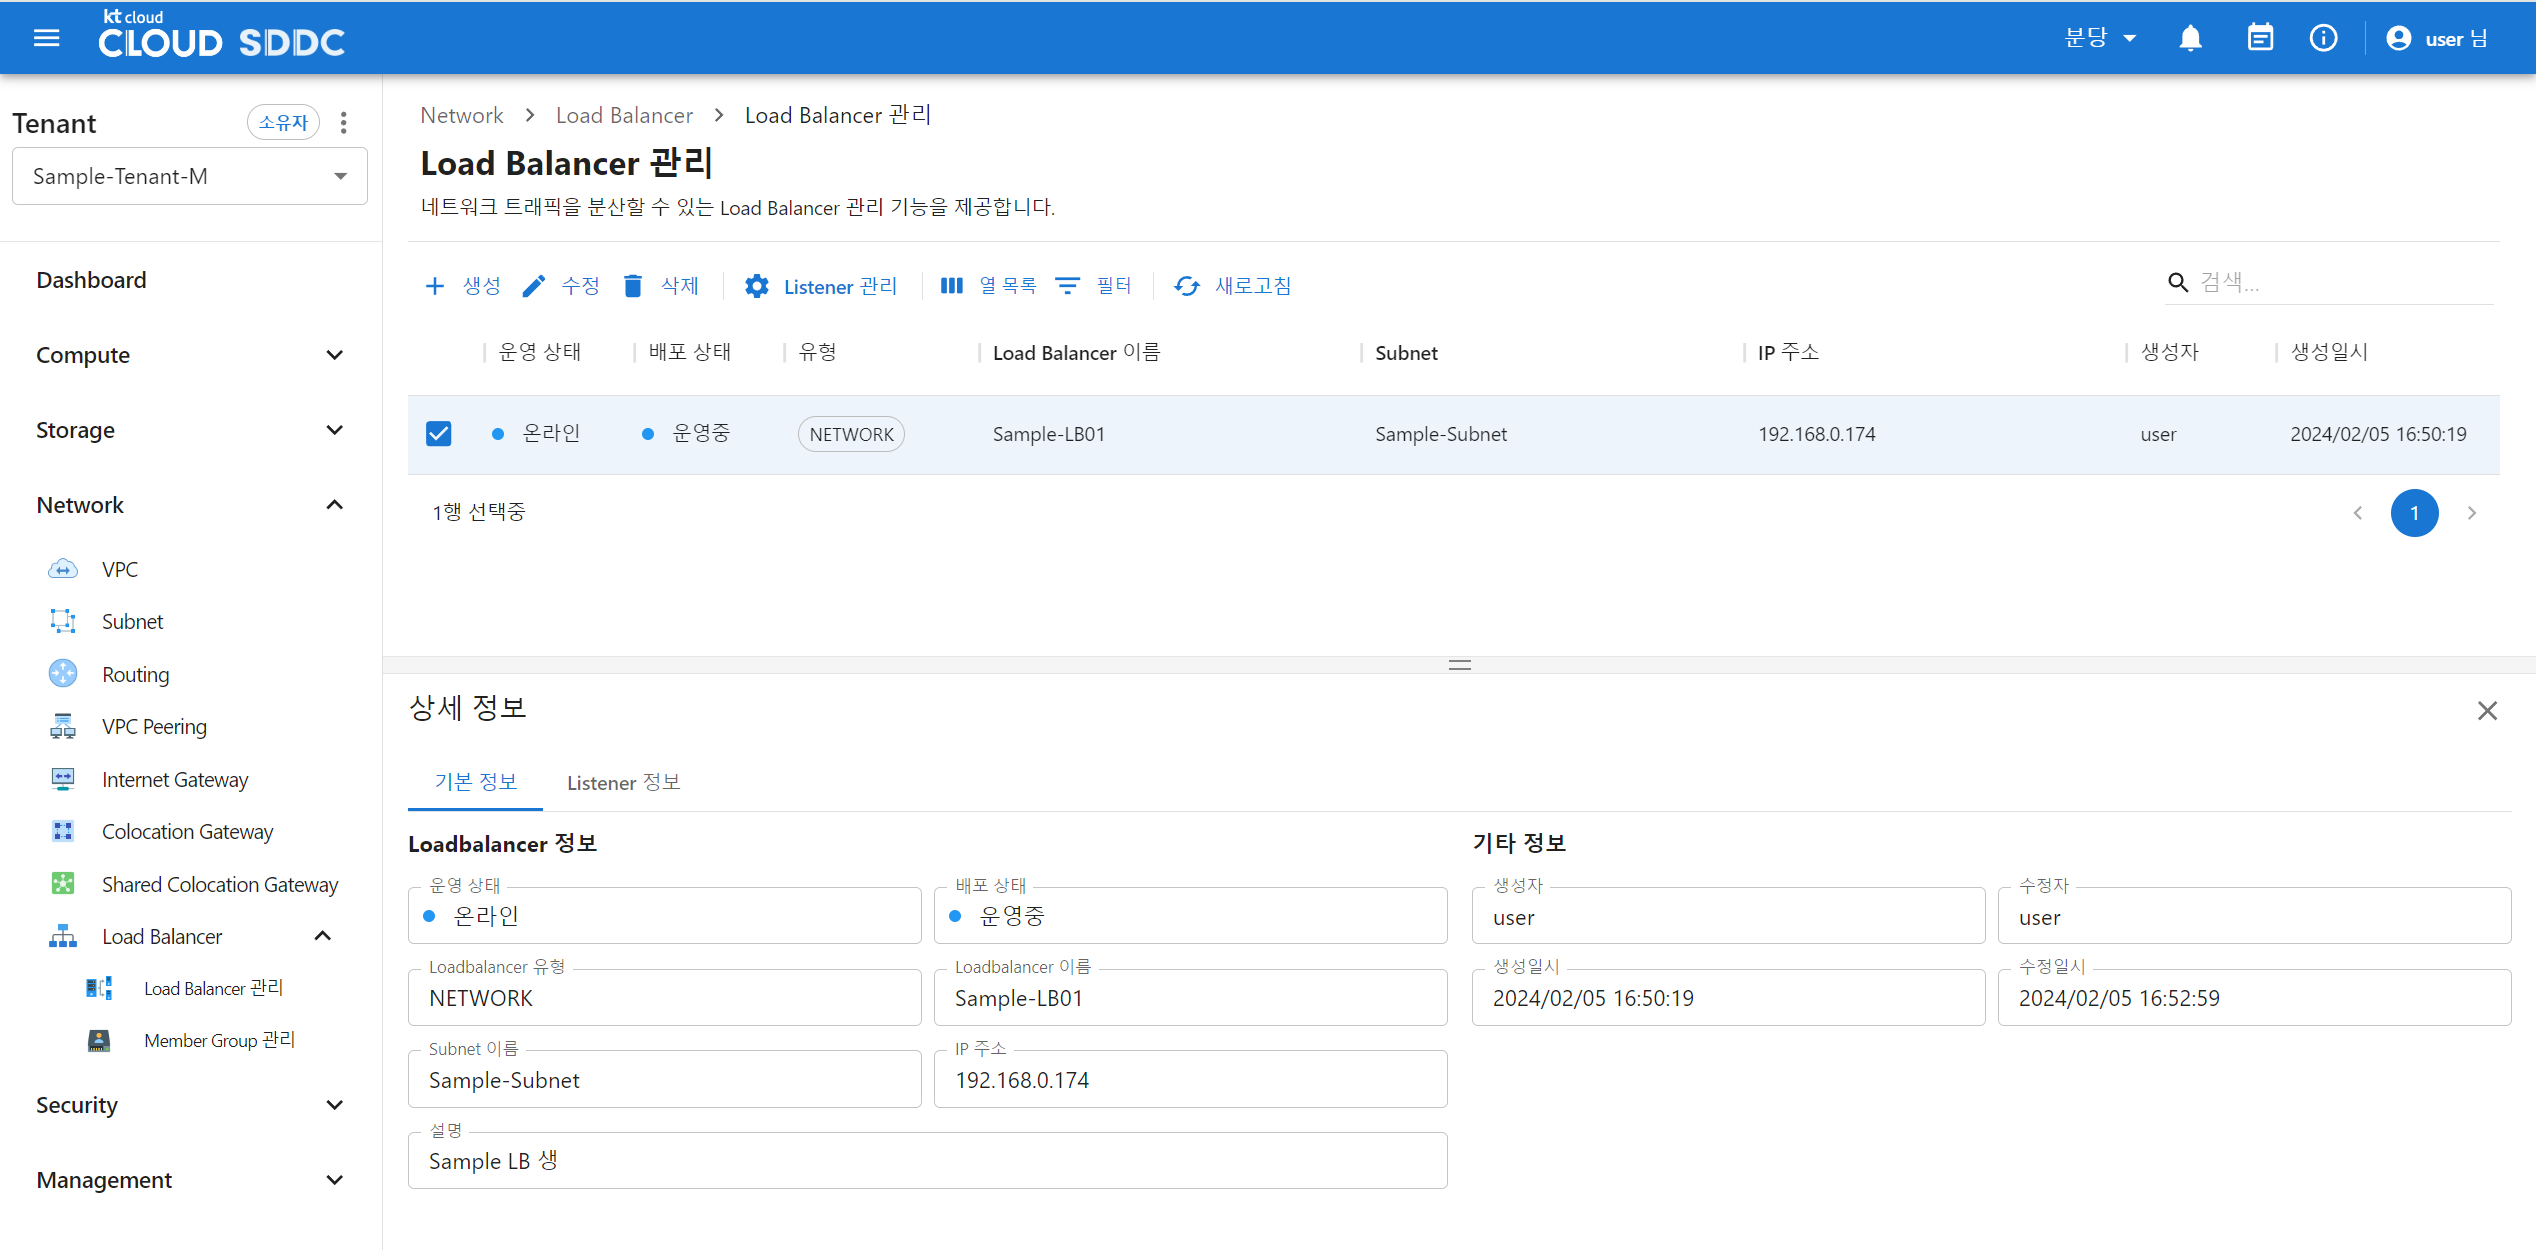 kt cloud
CLOUD SDDC
분당
user 님
Tenant
소유자
Sample-Tenant-M
Dashboard
Compute
Storage
Network
VPC
Subnet
Routing
VPC Peering
Internet Gateway
Colocation Gateway
Shared Colocation Gateway
Load Balancer
Load Balancer 관리
Member Group 관리
Security
Management
Network > Load Balancer > Load Balancer 관리
Load Balancer 관리
네트워크 트래픽을 분산할 수 있는 Load Balancer 관리 기능을 제공합니다.
생성 수정 삭제 Listener 관리 열 목록 필터 새로고침 검색...
운영 상태 배포 상태 유형 Load Balancer 이름 Subnet IP 주소 생성자 생성일시
온라인 운영중 NETWORK Sample-LB01 Sample-Subnet 192.168.0.174 user 2024/02/05 16:50:19
1행 선택중
1
상세 정보
기본 정보 Listener 정보
Loadbalancer 정보
운영 상태 배포 상태
온라인 운영중
Loadbalancer 유형 Loadbalancer 이름
NETWORK Sample-LB01
Subnet 이름 IP 주소
Sample-Subnet 192.168.0.174
설명
Sample LB 생
기타 정보
생성자 수정자
user user
생성일시 수정일시
2024/02/05 16:50:19 2024/02/05 16:52:59